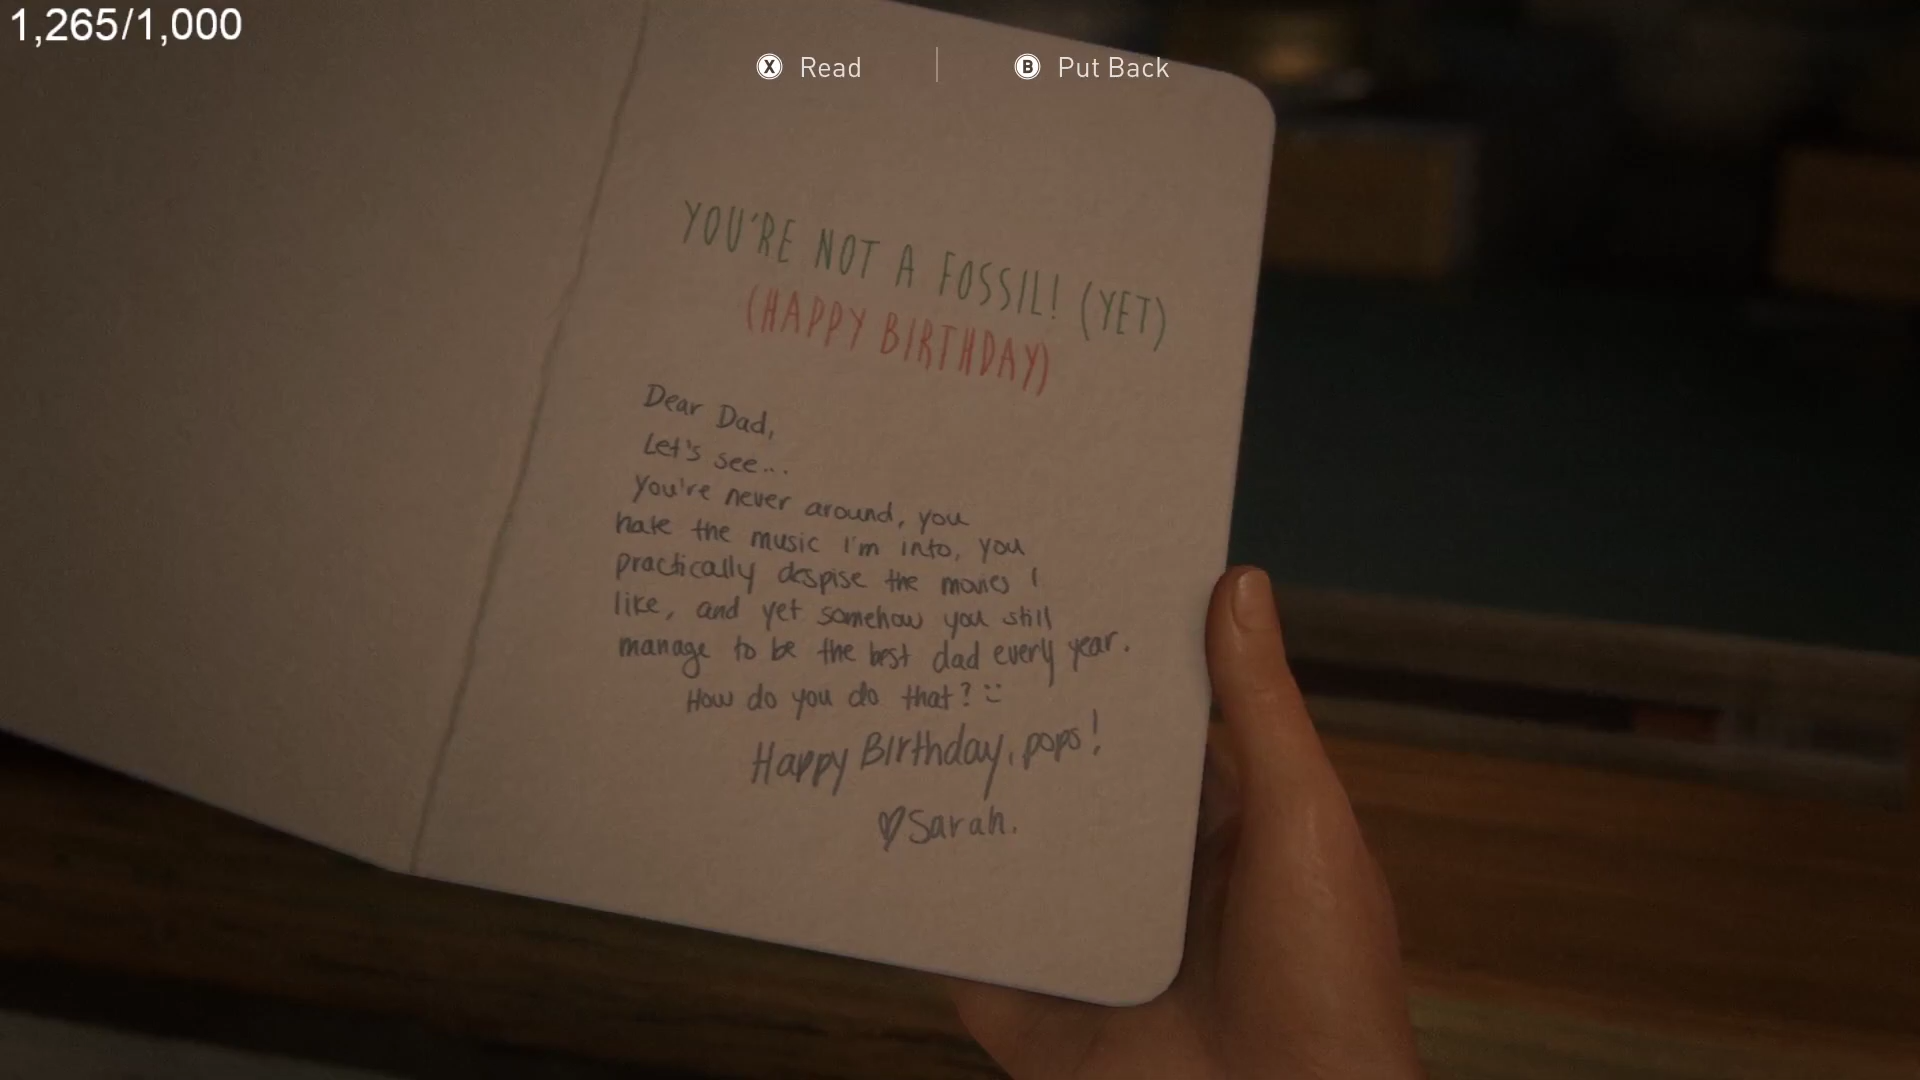 1,265/1,000
X Read | B Put Back
YOU'RE NOT A FOSSIL! (YET)
(HAPPY BIRTHDAY)
Dear Dad,
Let's see...
You're never around, you
hate the music I'm into, you
practically despise the movies I
like, and yet somehow you still
manage to be the best dad every year.
How do you do that? :)
Happy Birthday, pops!
♡Sarah.